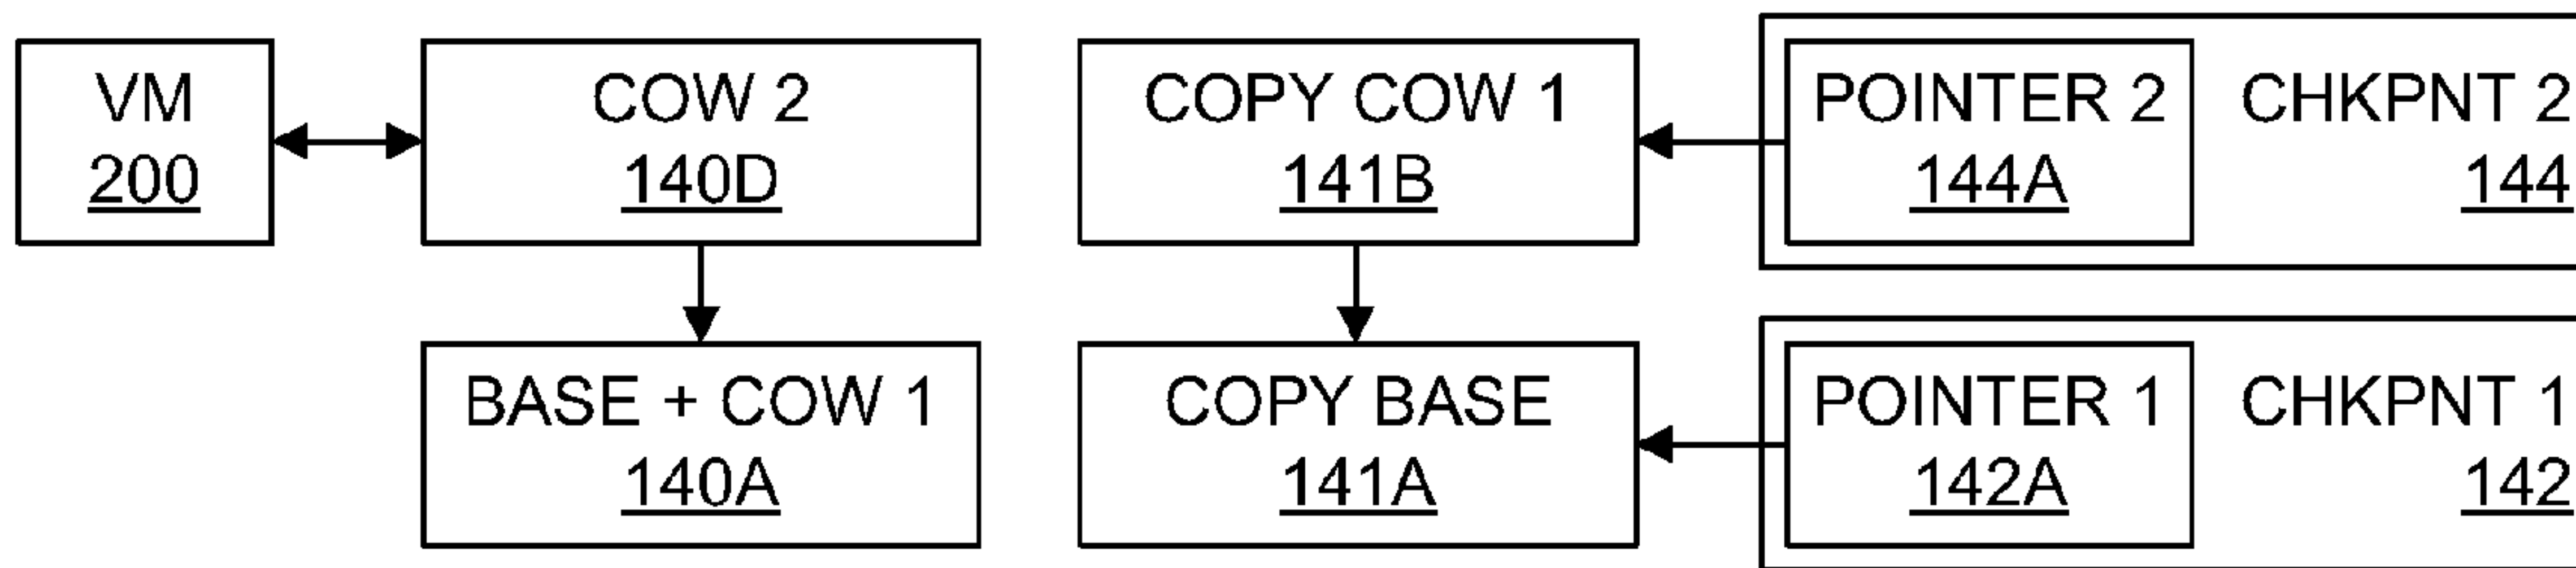 VM
200
COW 2
140D
COPY COW 1
141B
POINTER 2
144A
CHKPNT 2
144
BASE + COW 1
140A
COPY BASE
141A
POINTER 1
142A
CHKPNT 1
142